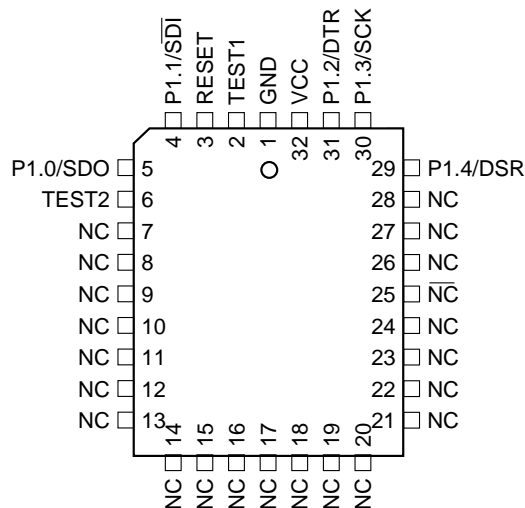 P1.1/S̅D̅I̅
RESET
TEST1
GND
VCC
P1.2/DTR
P1.3/SCK
4
3
2
1
32
31
30
P1.0/SDO 5
TEST2 6
NC 7
NC 8
NC 9
NC 10
NC 11
NC 12
NC 13
29 P1.4/DSR
28 NC
27 NC
26 NC
25 N̅C̅
24 NC
23 NC
22 NC
21 NC
14
15
16
17
18
19
20
NC
NC
NC
NC
NC
NC
NC